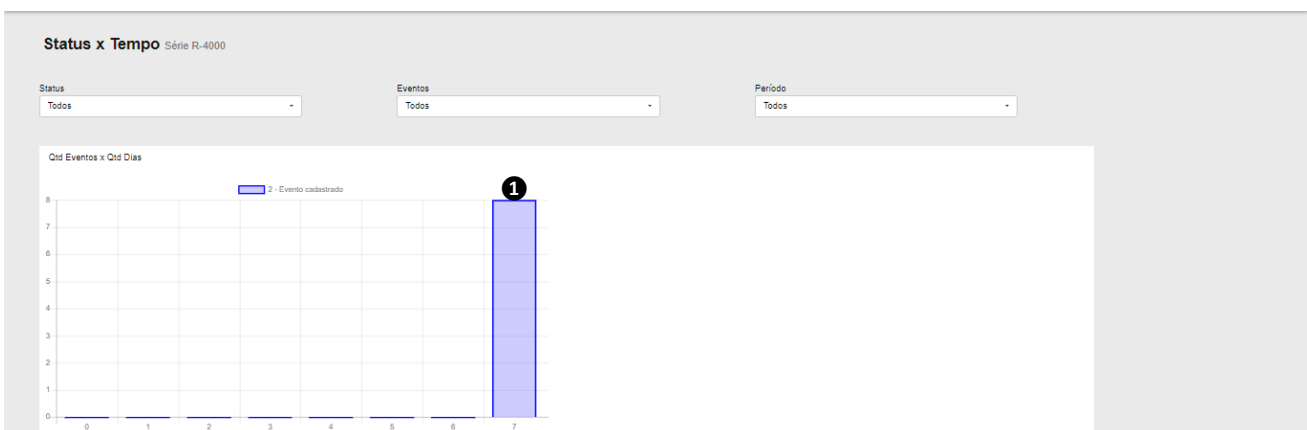 Status x Tempo Série R-4000
Status Eventos Período
Todos Todos Todos
Qtd Eventos x Qtd Dias
2 - Evento cadastrado
1
8
7
6
5
4
3
2
1
0
0 1 2 3 4 5 6 7